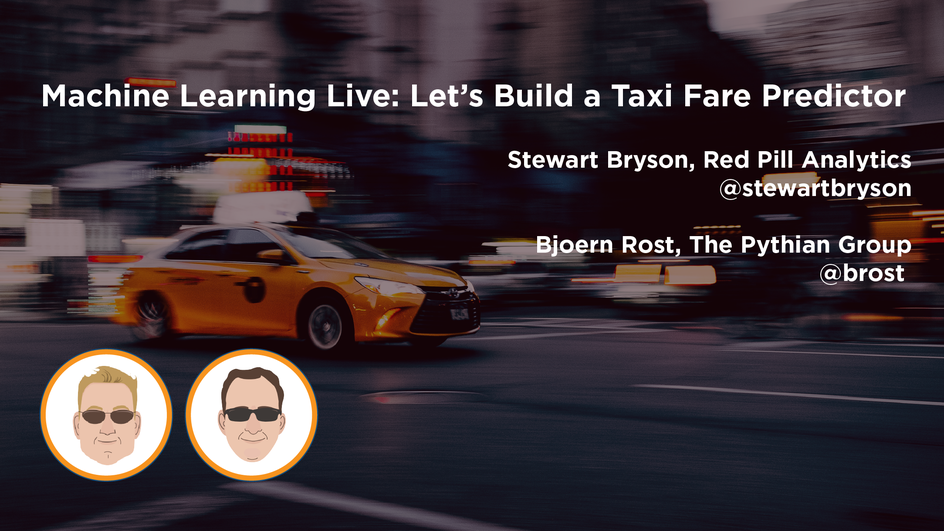 Machine Learning Live: Let’s Build a Taxi Fare Predictor
Stewart Bryson, Red Pill Analytics
@stewartbryson
Bjoern Rost, The Pythian Group
@brost